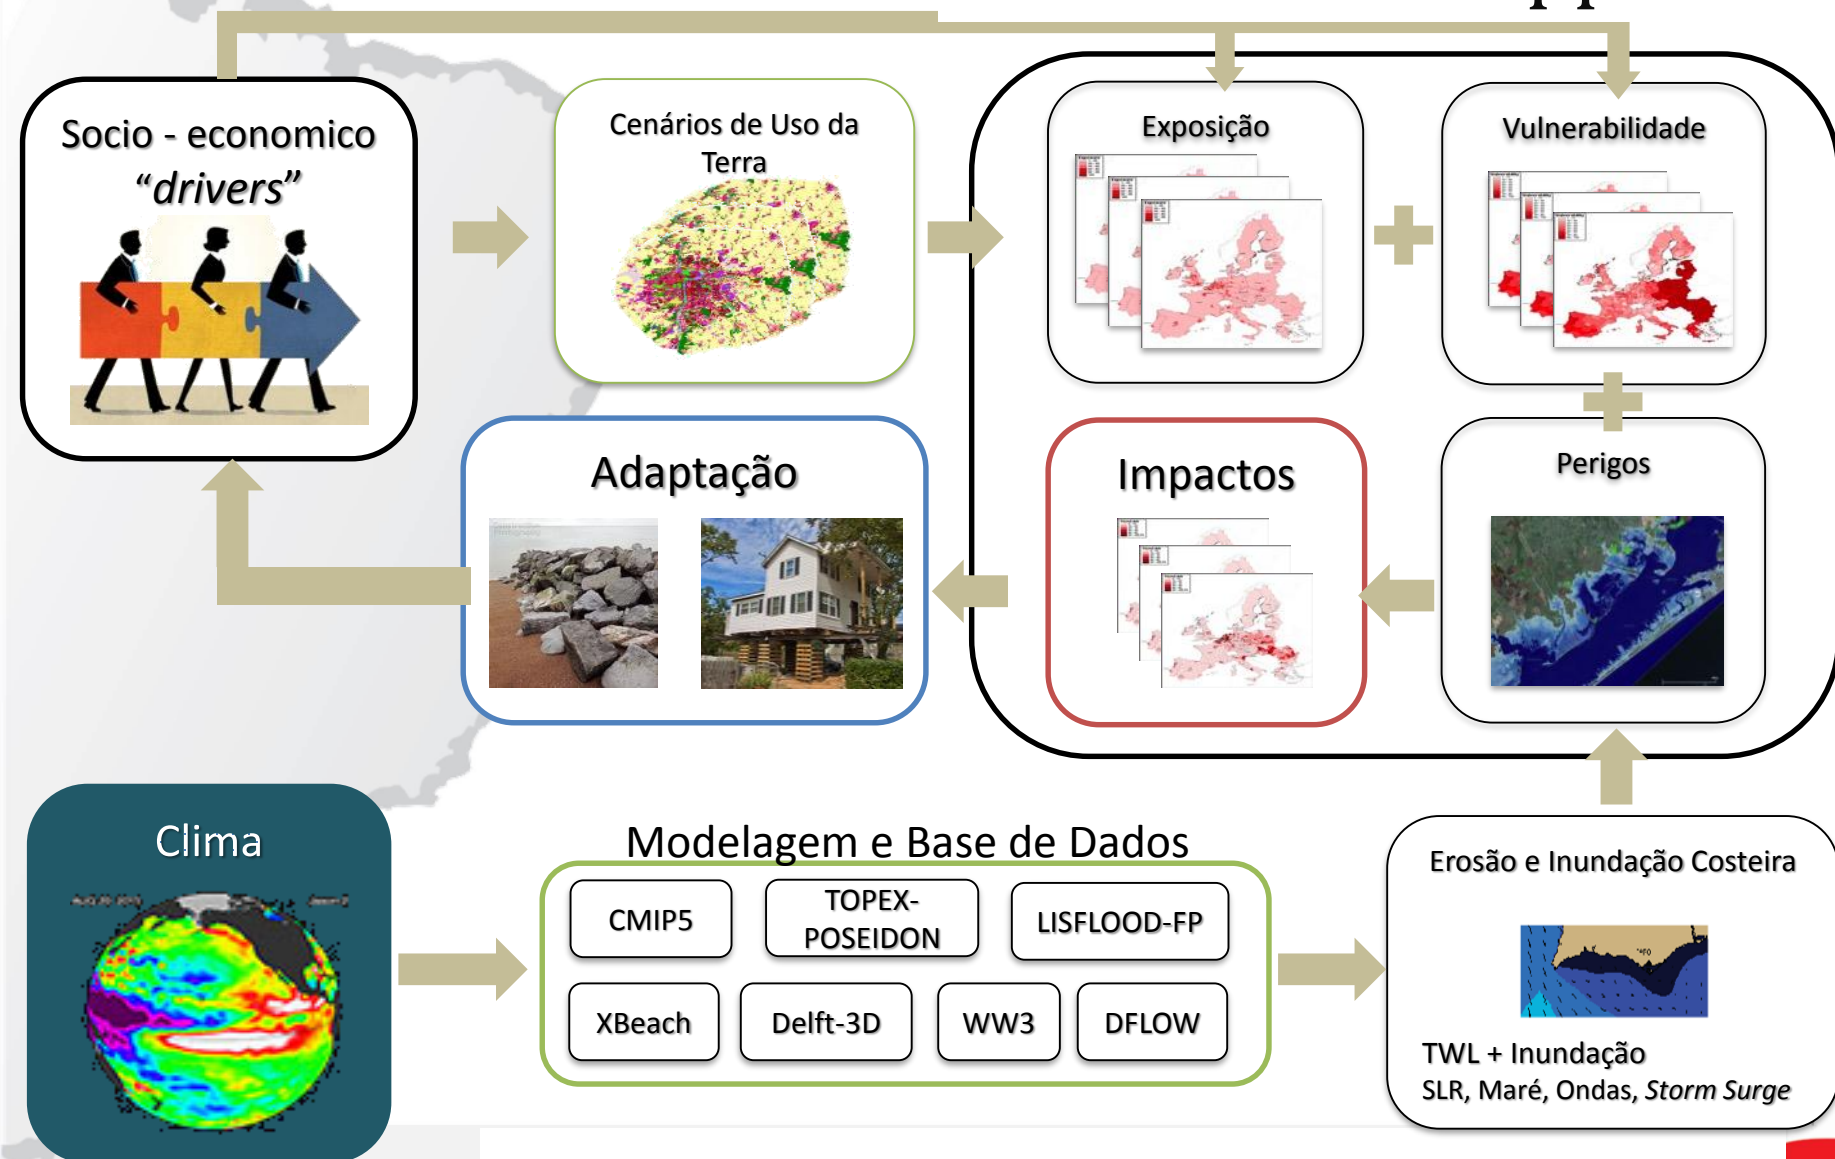 Socio - economico
“drivers”
Cenários de Uso da
Terra
Exposição
Vulnerabilidade
Adaptação
Impactos
Perigos
Clima
Modelagem e Base de Dados
CMIP5
TOPEX-
POSEIDON
LISFLOOD-FP
XBeach
Delft-3D
WW3
DFLOW
Erosão e Inundação Costeira
TWL + Inundação
SLR, Maré, Ondas, Storm Surge